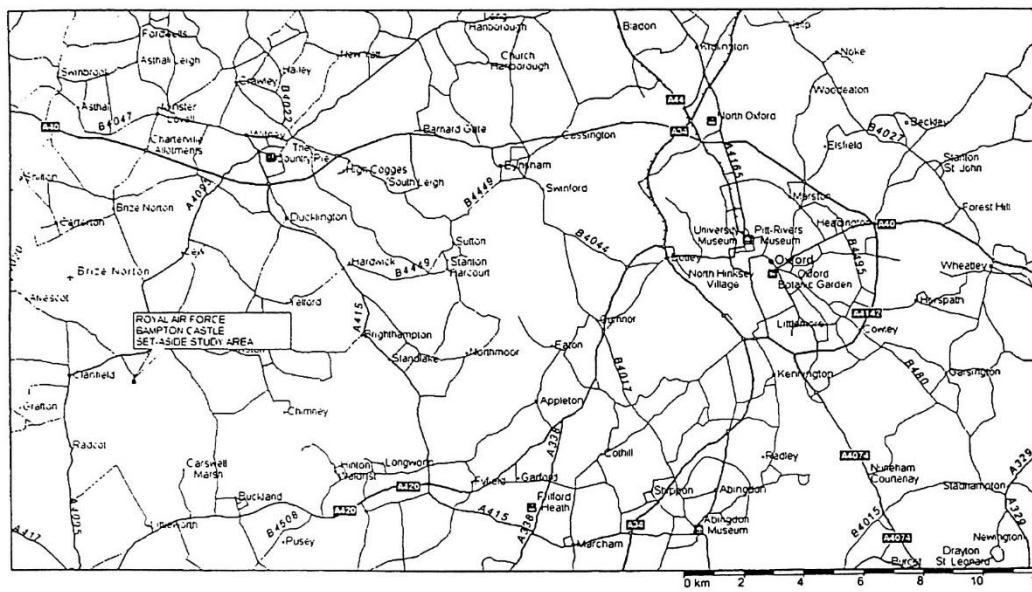 Fordwells
Asthall Leigh
Swinbrook
Crawley
Hailey
New Yatt
Long
Hanborough
Church
Hanborough
Bladon
Kidlington
Islip
Noke
Woodeaton
Asthall
A40
B4047
Minster
Lovell
B4022
Witney
Charterville
Allotments
The
Country Pie
Barnard Gate
Cassington
A44
A34
North Oxford
Beckley
B4027
Elsfield
Stanton
St. John
Shilton
A4095
High Cogges
South Leigh
Eynsham
B4449
Swinford
A4165
Marston
Forest Hill
Headington
A40
Carterton
Brize Norton
Ducklington
Sutton
Stanton
Harcourt
B4044
University
Museum
Pitt-Rivers
Museum
B4495
Oxford
Wheatley
Brize Norton
Lew
Hardwick
B4449
Botley
North Hinksey
Village
Oxford
Botanic Garden
Alvescot
Yelford
A415
Horspath
A4142
ROYAL AIR FORCE
BAMPTON CASTLE
SET-ASIDE STUDY AREA
Brighthampton
Cumnor
Littlemore
Cowley
Clanfield
Standlake
Northmoor
Eaton
B4017
Kennington
B480
Garsington
Grafton
Chimney
Appleton
A338
Radcot
Carswell
Marsh
Hinton
Waldrist
Longworth
Cothill
Radley
A4074
Nuneham
Courtenay
A329
Stadhampton
Buckland
A420
Fyfield
Garford
Shippon
Abingdon
A4095
Littleworth
A420
A415
Frilford
Heath
A34
Abingdon
Museum
B4015
A329
A417
B4508
Pusey
A338
Marcham
A4074
Newington
Drayton
St Leonard
Burcot
0 km 2 4 6 8 10